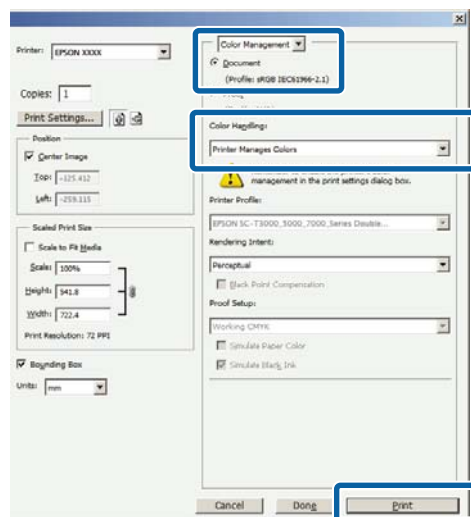 Printer: EPSON XXXX
Copies: 1
Print Settings...
Position
Center Image
Top: -125.412
Left: -259.115
Scaled Print Size
Scale to Fit Media
Scale: 100%
Height: 541.8
Width: 722.4
Print Resolution: 72 PPI
Bounding Box
Units: mm
Color Management
Document
(Profile: sRGB IEC61966-2.1)
Color Handling:
Printer Manages Colors
management in the print settings dialog box.
Printer Profile:
EPSON SC-T3000_5000_7000_Series Double...
Rendering Intent:
Perceptual
Black Point Compensation
Proof Setup:
Working CMYK
Simulate Paper Color
Simulate Black Ink
Cancel
Done
Print